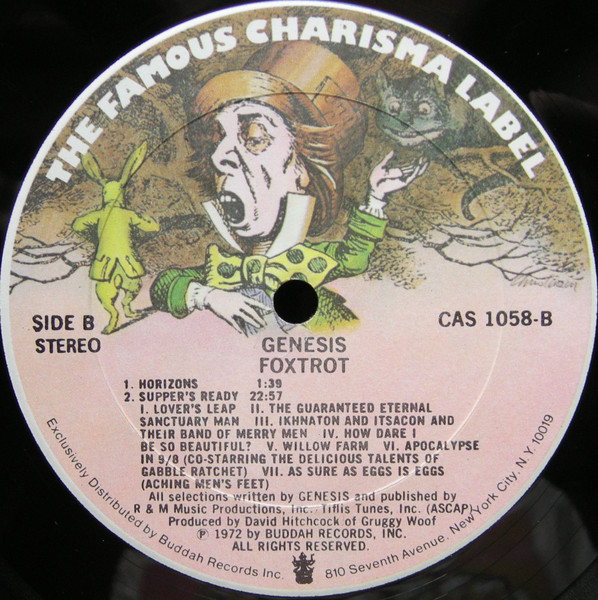 THE FAMOUS CHARISMA LABEL
SIDE B
STEREO
CAS 1058-B
GENESIS
FOXTROT
1. HORIZONS 1:39
2. SUPPER'S READY 22:57
I. LOVER'S LEAP II. THE GUARANTEED ETERNAL
SANCTUARY MAN III. IKHNATON AND ITSACON AND
THEIR BAND OF MERRY MEN IV. HOW DARE I
BE SO BEAUTIFUL? V. WILLOW FARM VI. APOCALYPSE
IN 9/8 (CO-STARRING THE DELICIOUS TALENTS OF
GABBLE RATCHET) VII. AS SURE AS EGGS IS EGGS
(ACHING MEN'S FEET)
All selections written by GENESIS and published by
R & M Music Productions, Inc. Tiflis Tunes, Inc. (ASCAP)
Produced by David Hitchcock of Gruggy Woof
℗ 1972 by BUDDAH RECORDS, INC.
ALL RIGHTS RESERVED.
Exclusively Distributed by Buddah Records Inc. 810 Seventh Avenue, New York City, N.Y. 10019